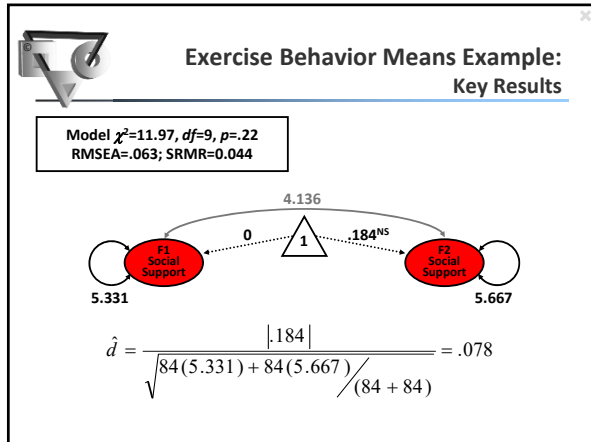 ©
Exercise Behavior Means Example:
Key Results
Model χ²=11.97, df=9, p=.22
RMSEA=.063; SRMR=0.044
4.136
0
1
.184ᴺˢ
F1
Social
Support
F2
Social
Support
5.331
5.667
d̂ = |.184| / √(84(5.331) + 84(5.667) / (84 + 84)) = .078